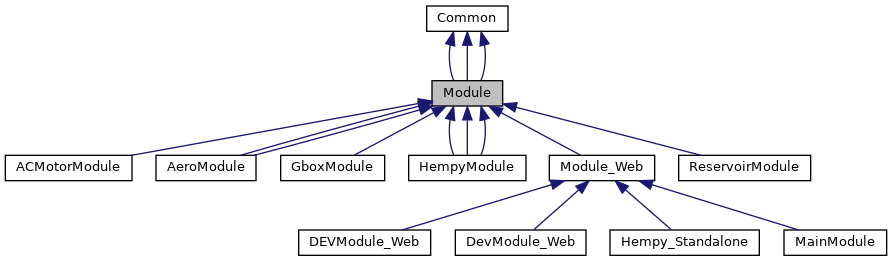 Common
Module
ACMotorModule
AeroModule
GboxModule
HempyModule
Module_Web
ReservoirModule
DEVModule_Web
DevModule_Web
Hempy_Standalone
MainModule